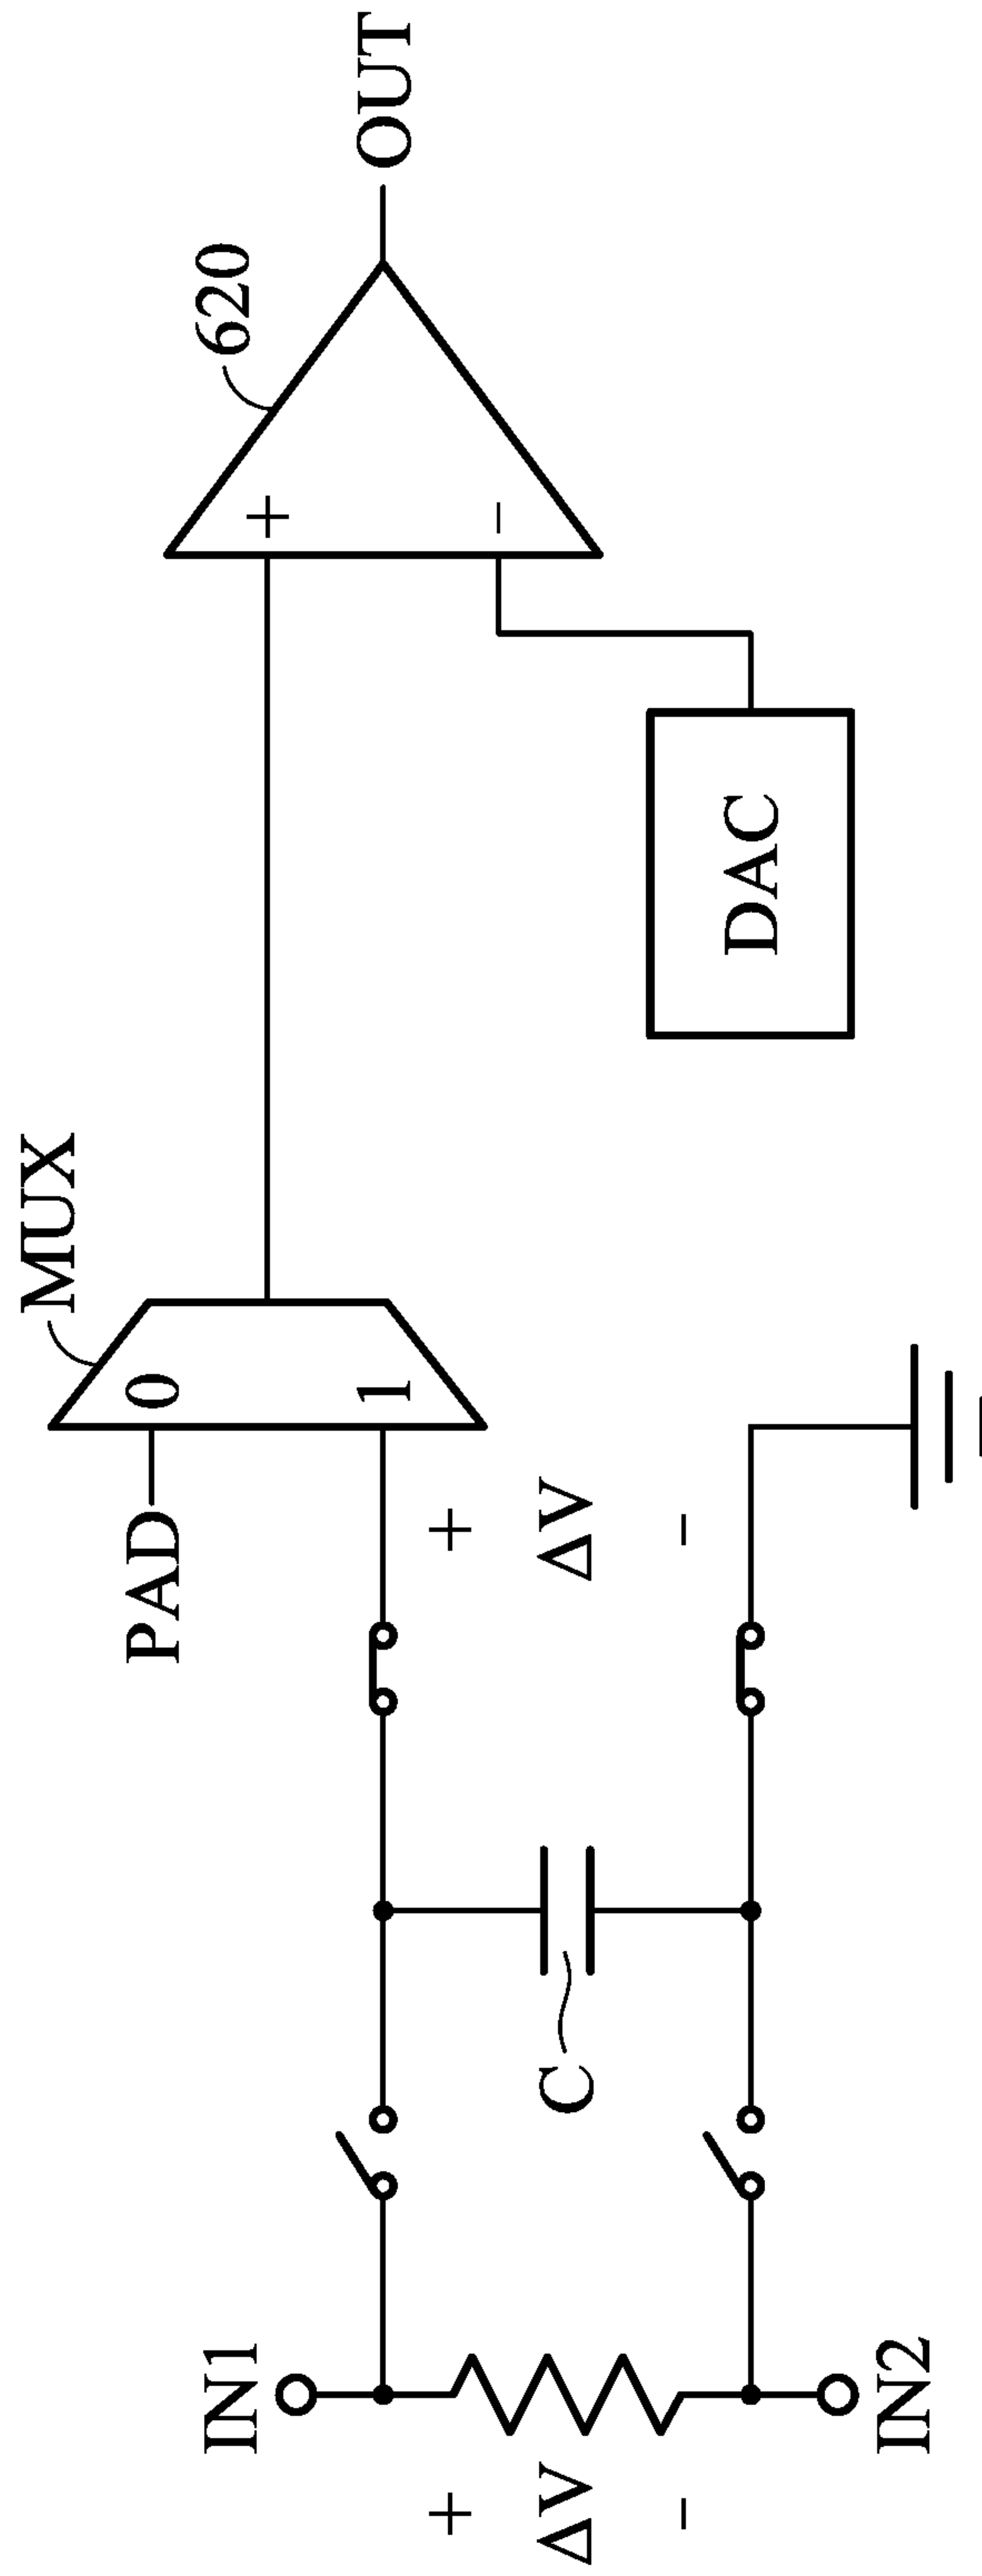 MUX
PAD
0
1
+
ΔV
-
IN1
+
ΔV
-
IN2
C
+
-
620
OUT
DAC